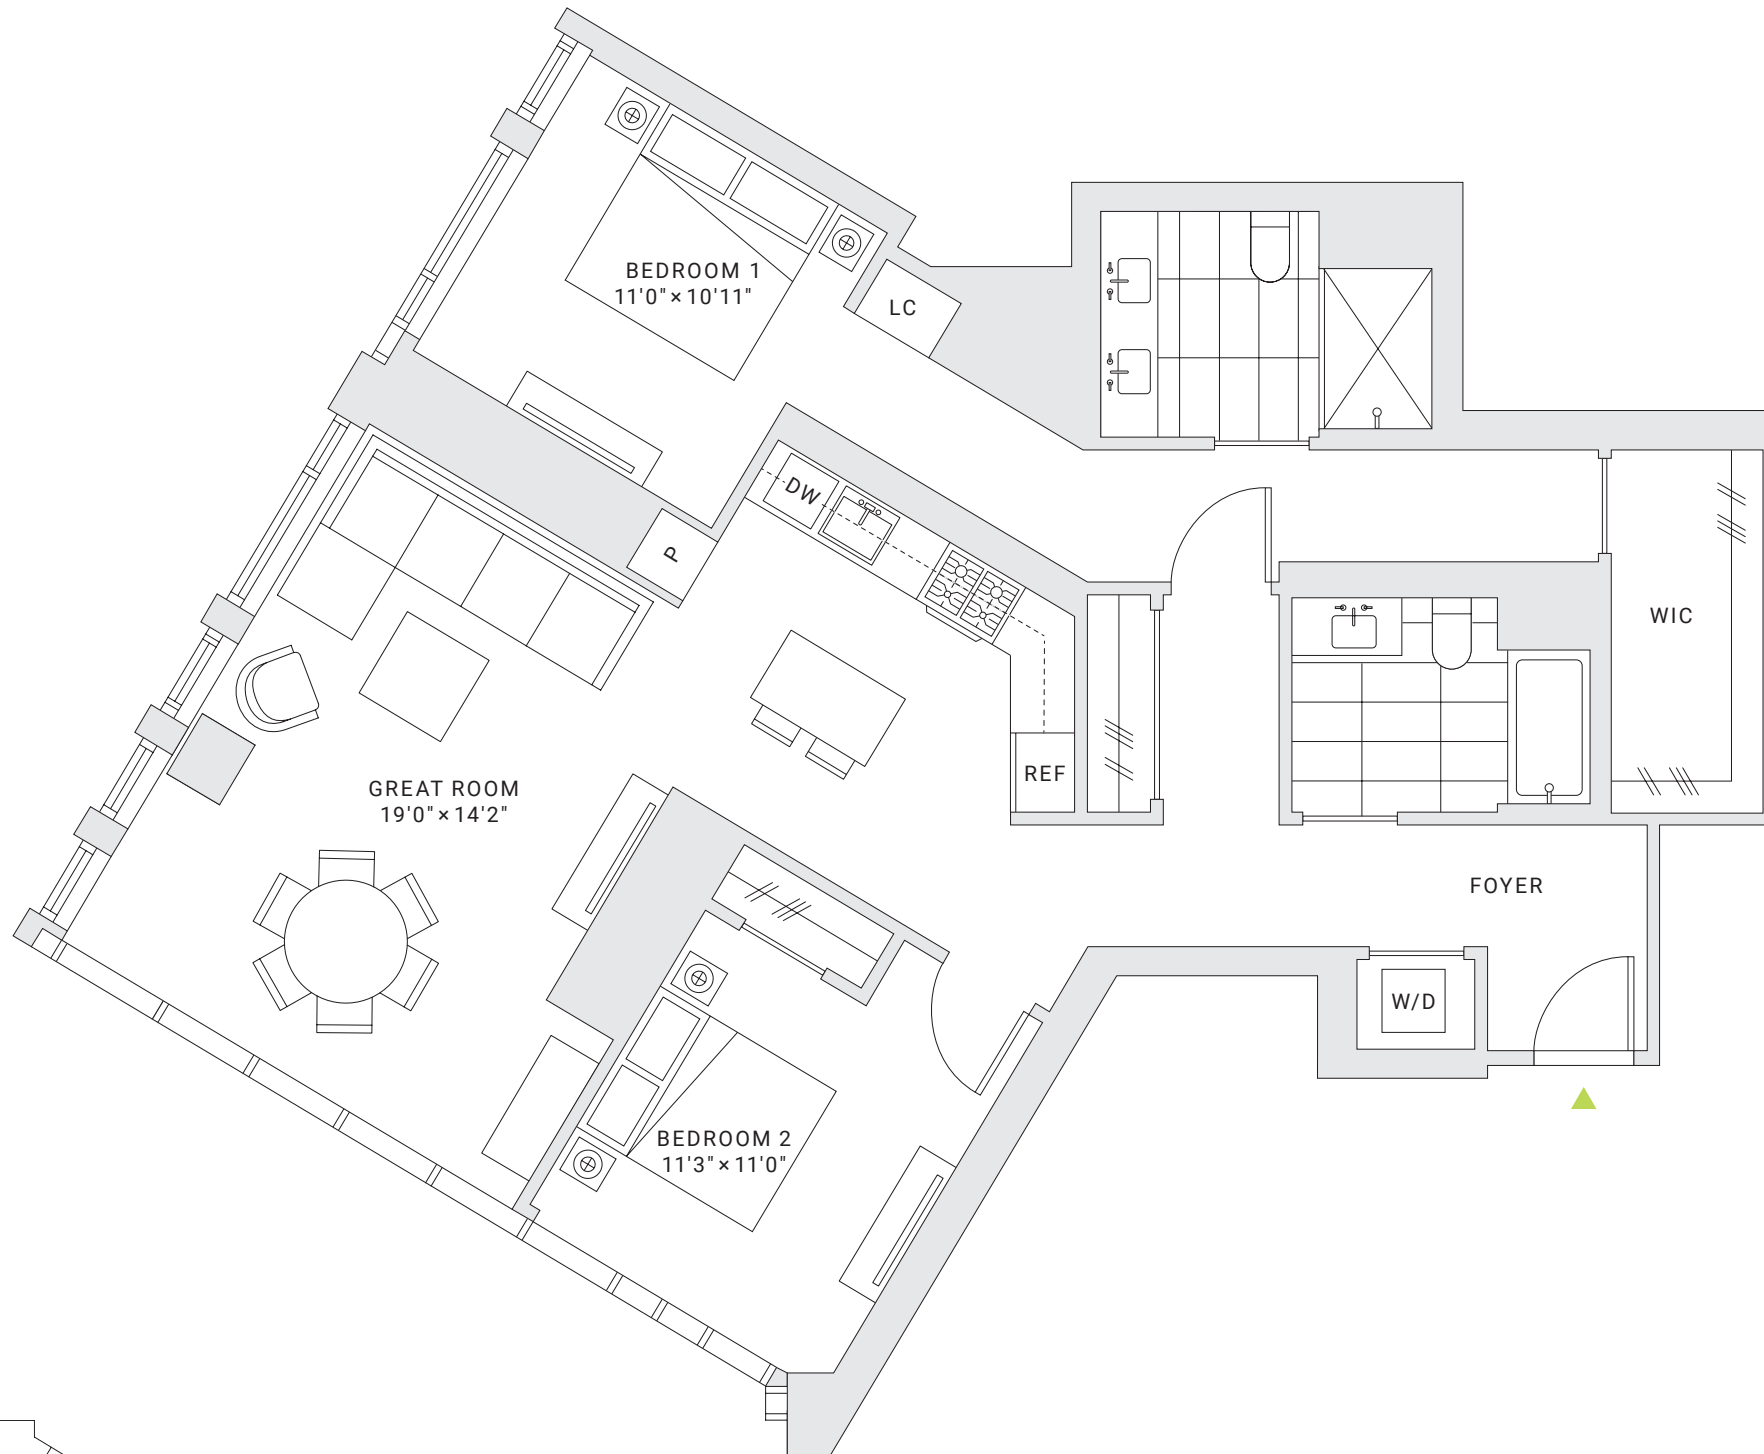 BEDROOM 1
11'0"×10'11"
LC
DW
P
WIC
REF
GREAT ROOM
19'0"×14'2"
FOYER
W/D
BEDROOM 2
11'3"×11'0"